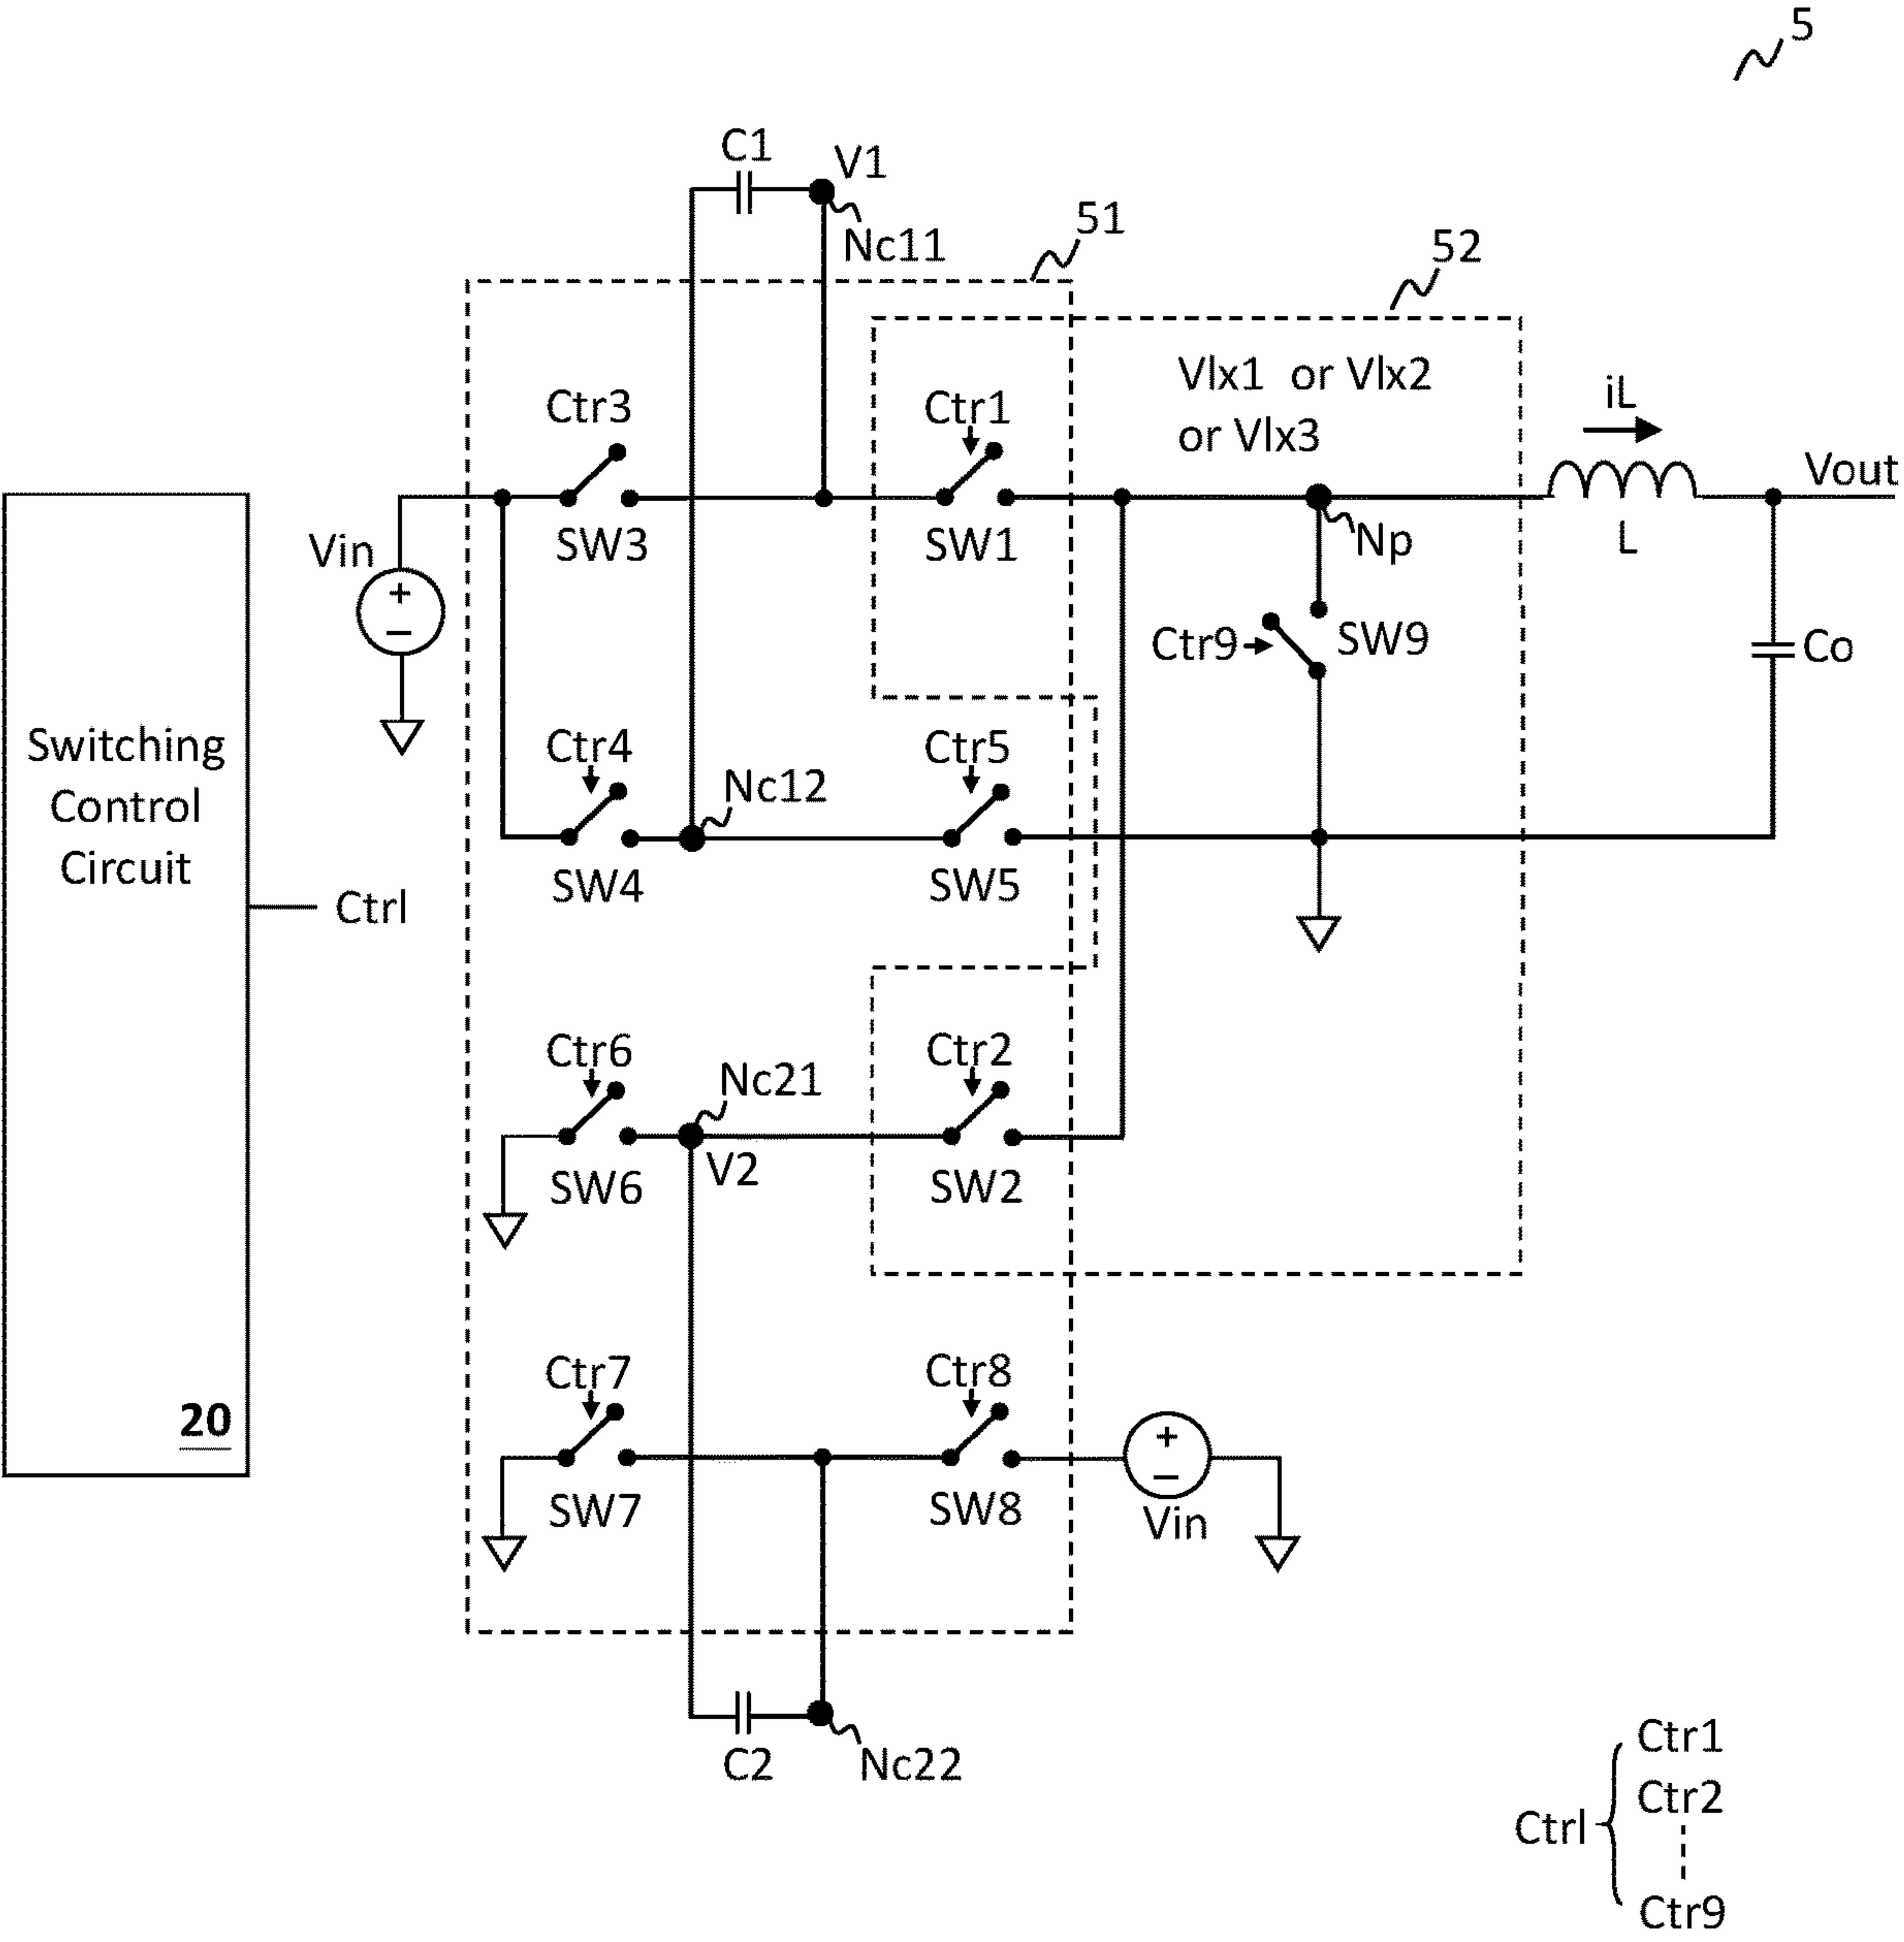 5
C1
V1
Nc11
51
52
Vlx1 or Vlx2
or Vlx3
Ctr3
Ctr1
iL
Vout
SW3
SW1
Np
L
Vin
+
−
Ctr9
SW9
Co
Switching
Control
Circuit
Ctr4
Nc12
Ctr5
SW4
SW5
Ctrl
Ctr6
Nc21
Ctr2
V2
SW6
SW2
Ctr7
Ctr8
20
+
−
SW7
SW8
Vin
C2
Nc22
Ctrl
Ctr1
Ctr2
Ctr9